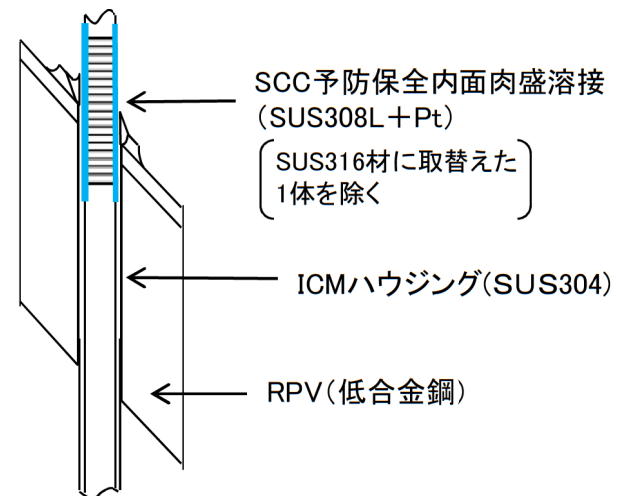 SCC予防保全内面肉盛溶接
（SUS308L＋Pt）
SUS316材に取替えた
1体を除く
ICMハウジング（ＳＵＳ304）
RPV（低合金鋼）